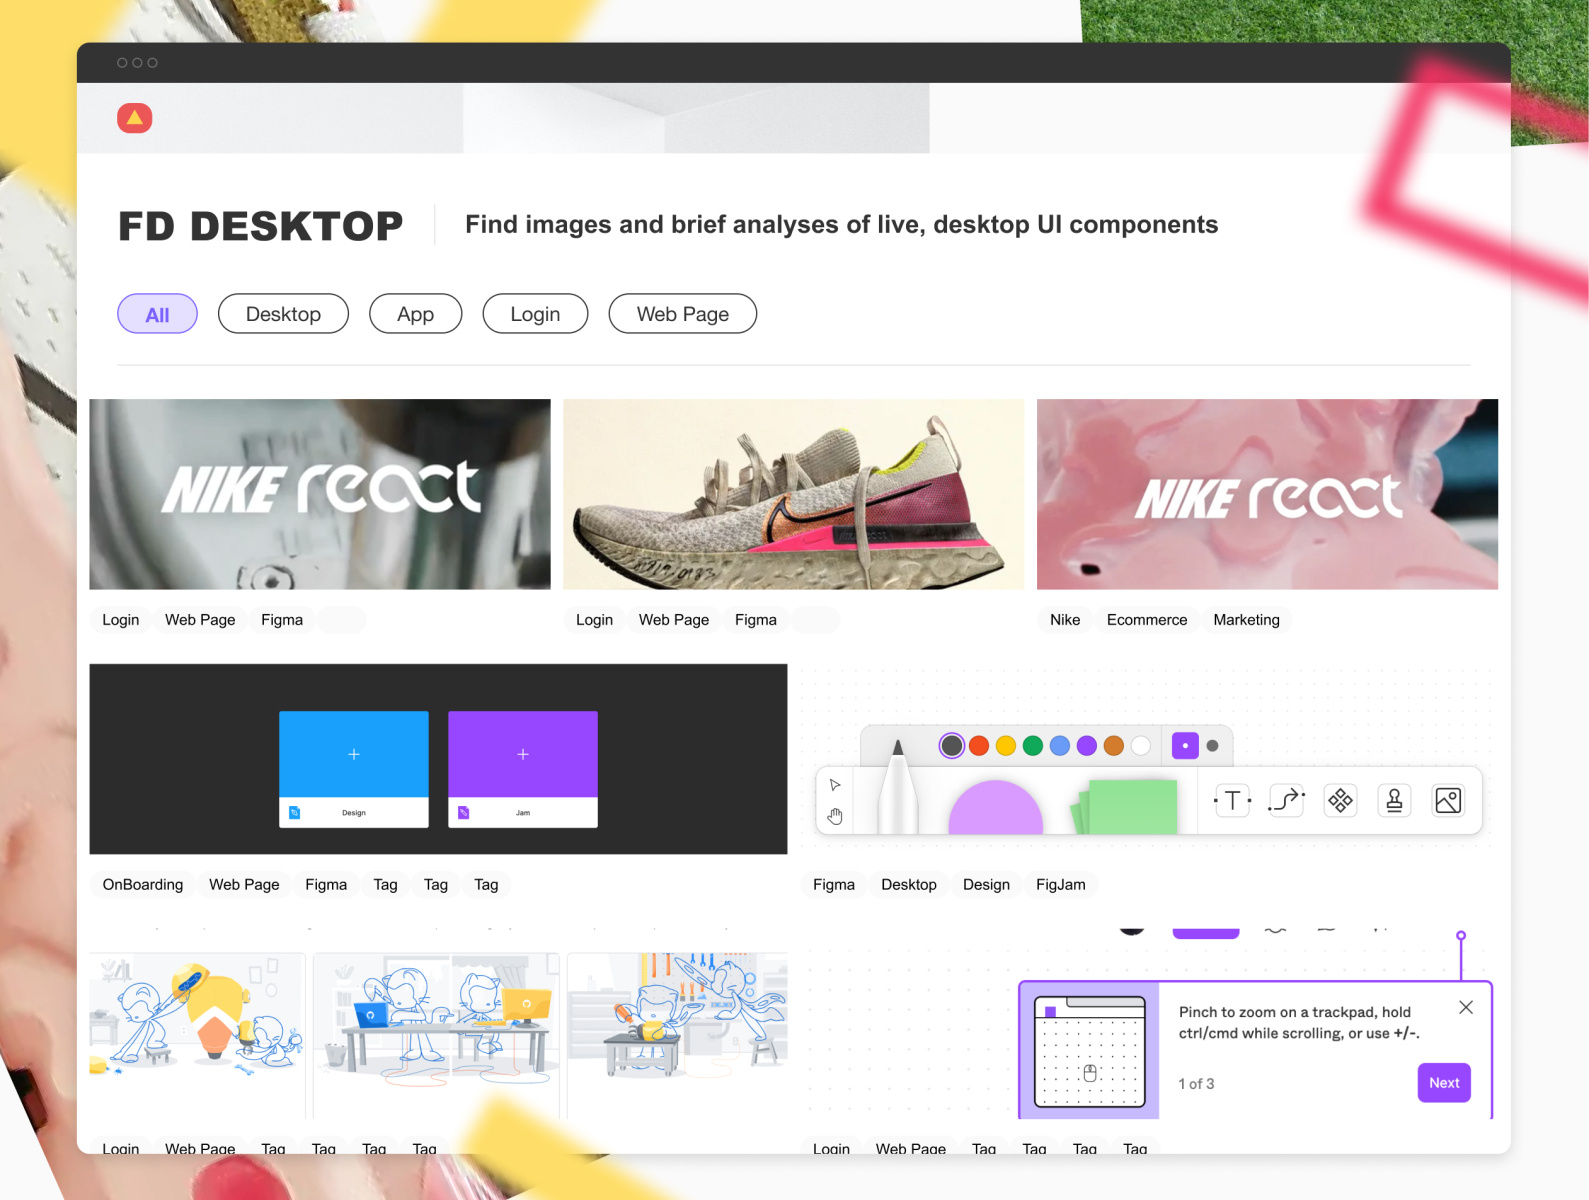 FD DESKTOP
Find images and brief analyses of live, desktop UI components
All Desktop App Login Web Page
NIKE react
react
NIKE react
Login Web Page Figma
Login Web Page Figma
Nike Ecommerce Marketing
Design
Jam
OnBoarding Web Page Figma Tag Tag Tag
T
Figma Desktop Design FigJam
Pinch to zoom on a trackpad, hold
ctrl/cmd while scrolling, or use +/-.
1 of 3
Next
Login Web Page Tag Tag Tag Tag
Login Web Page Tag Tag Tag Tag